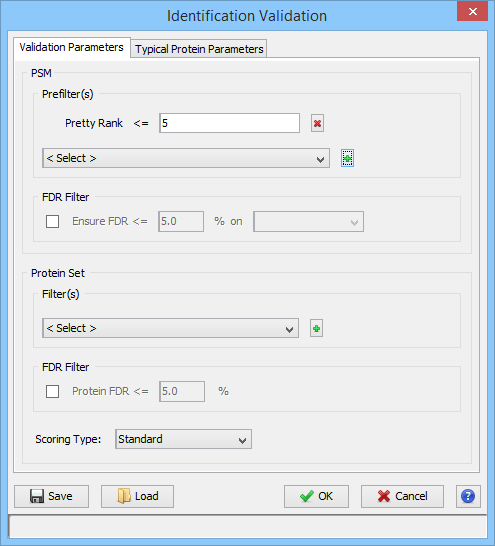 Identification Validation
Validation Parameters Typical Protein Parameters
PSM
Prefilter(s)
Pretty Rank <= 5
< Select >
FDR Filter
Ensure FDR <= 5.0 % on
Protein Set
Filter(s)
< Select >
FDR Filter
Protein FDR <= 5.0 %
Scoring Type: Standard
Save Load OK Cancel ?